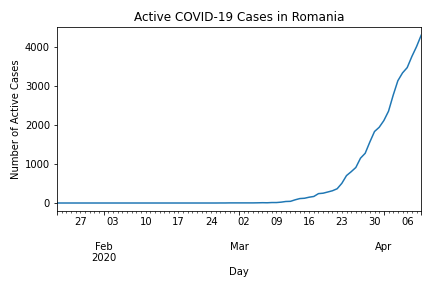 Active COVID-19 Cases in Romania
Number of Active Cases
4000
3000
2000
1000
0
27 03 10 17 24 02 09 16 23 30 06
Feb Mar Apr
2020
Day